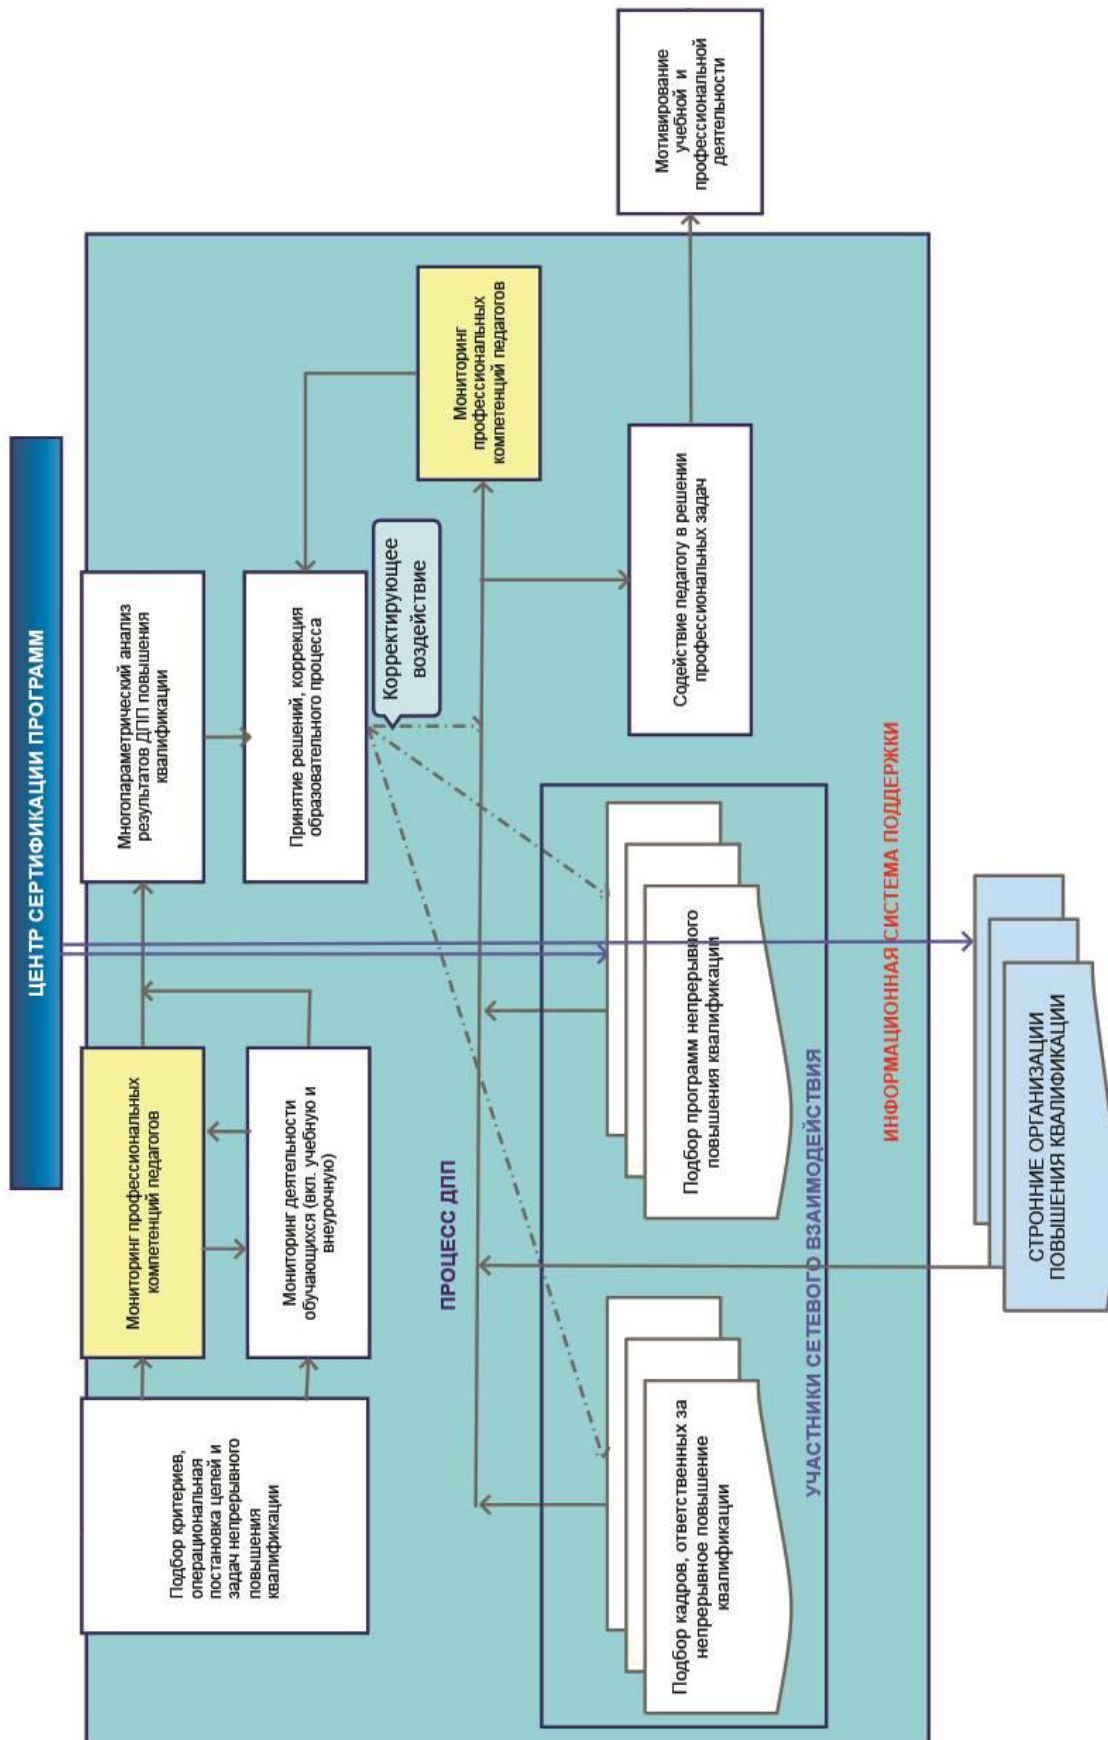 ЦЕНТР СЕРТИФИКАЦИИ ПРОГРАММ
Подбор критериев,
операциональная
постановка целей и
задач непрерывного
повышения
квалификации
Мониторинг профессиональных
компетенций педагогов
Мониторинг деятельности
обучающихся (вкл. учебную и
внеурочную)
Многопараметрический анализ
результатов ДПП повышения
квалификации
Принятие решений, коррекция
образовательного процесса
Корректирующее
воздействие
Мониторинг
профессиональных
компетенций педагогов
ПРОЦЕСС ДПП
Содействие педагогу в решении
профессиональных задач
Мотивирование
учебной и
профессиональной
деятельности
Подбор кадров, ответственных за
непрерывное повышение
квалификации
Подбор программ непрерывного
повышения квалификации
УЧАСТНИКИ СЕТЕВОГО ВЗАИМОДЕЙСТВИЯ
ИНФОРМАЦИОННАЯ СИСТЕМА ПОДДЕРЖКИ
СТРОННИЕ ОРГАНИЗАЦИИ
ПОВЫШЕНИЯ КВАЛИФИКАЦИИ